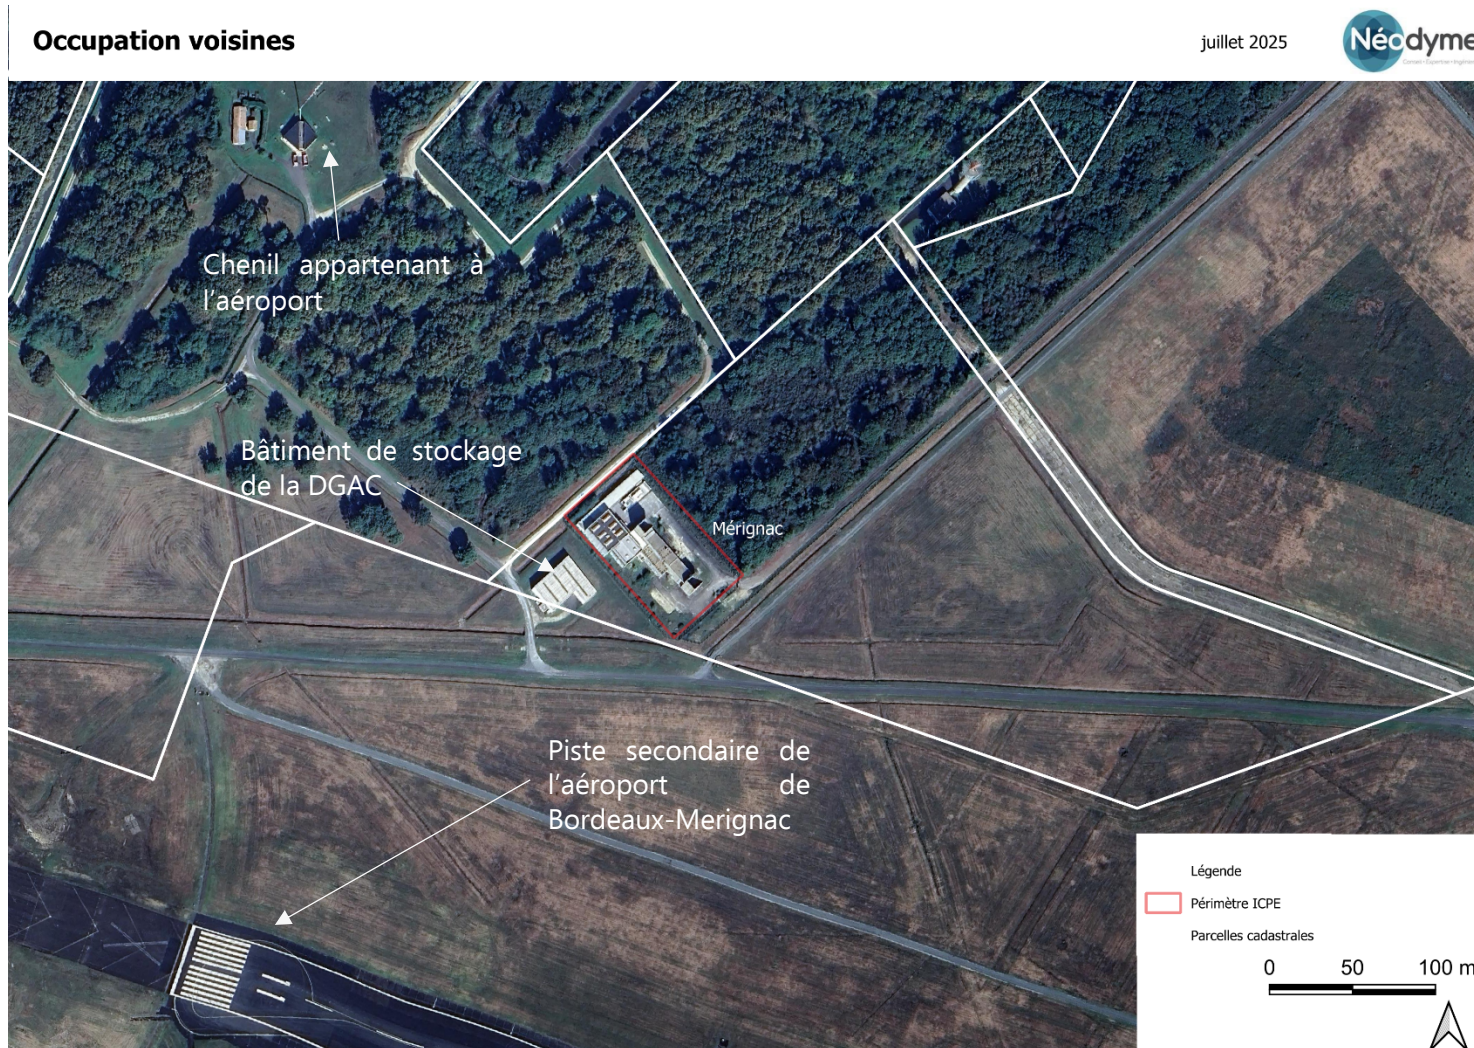 Occupation voisines
juillet 2025
Néodyme
Chenil appartenant à
l'aéroport
Bâtiment de stockage
de la DGAC
Mérignac
Piste secondaire de
l'aéroport de
Bordeaux-Merignac
Légende
Périmètre ICPE
Parcelles cadastrales
0 50 100 m